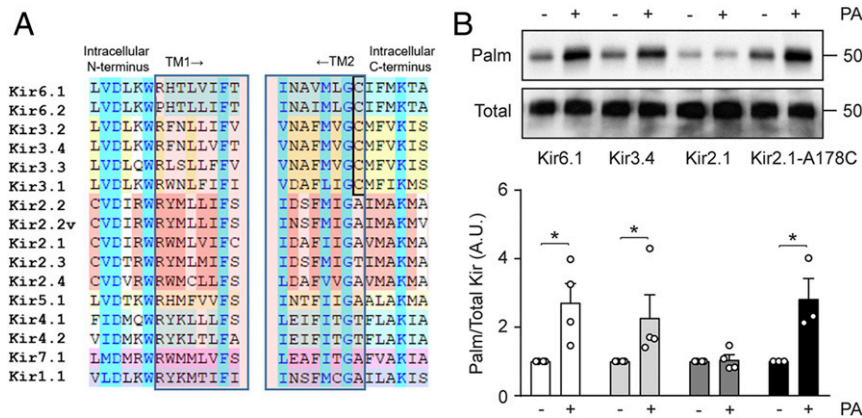 A
Intracellular N-terminus
TM1→
←TM2
Intracellular C-terminus
Kir6.1 LVDLKWRHTLVIFT INAVMLGCIFMKTA
Kir6.2 LVDLKWPHTLLIFT INAIMLGCIFMKTA
Kir3.2 LVDLKWRFNLLIFV VNAFMVGCMFVKIS
Kir3.4 LVDLKWRFNLLVFT VNAFMVGCMFVKIS
Kir3.3 LVDLQWRLSLLFFV VNAFMVGCMFVKIS
Kir3.1 LVDLKWRWNLFIFI VDAFLIGCMFIKMS
Kir2.2 CVDIRWRYMLLIFS IDSFMIGAIMAKMA
Kir2.2v CVDIRWRYMLLIFS INSFMIGAIMAKMV
Kir2.1 CVDIRWRWMLVIFC IDAFIIGAVMAKMA
Kir2.3 CVDTRWRYMLMIFS IDSFMIGTIMAKMA
Kir2.4 CVDVRWRWMCLLFS LDAFVVGAVMAKMA
Kir5.1 LVDTKWRHMFVVFS INTFIIGAALAKMA
Kir4.1 FIDMQWRYKLLLFS LEIFITGTFLAKIA
Kir4.2 VIDMKWRYKLTLFA LEIFITGAFLAKIA
Kir7.1 LMDMRWRWMMLVFS LEAFITGAFVAKIA
Kir1.1 VLDLKWRYKMTIFI INSFMCGAILAKIS
B
- + - + - + - + PA
Palm 50
Total 50
Kir6.1 Kir3.4 Kir2.1 Kir2.1-A178C
Palm/Total Kir (A.U.)
6
4
2
0
* * *
- + - + - + - + PA